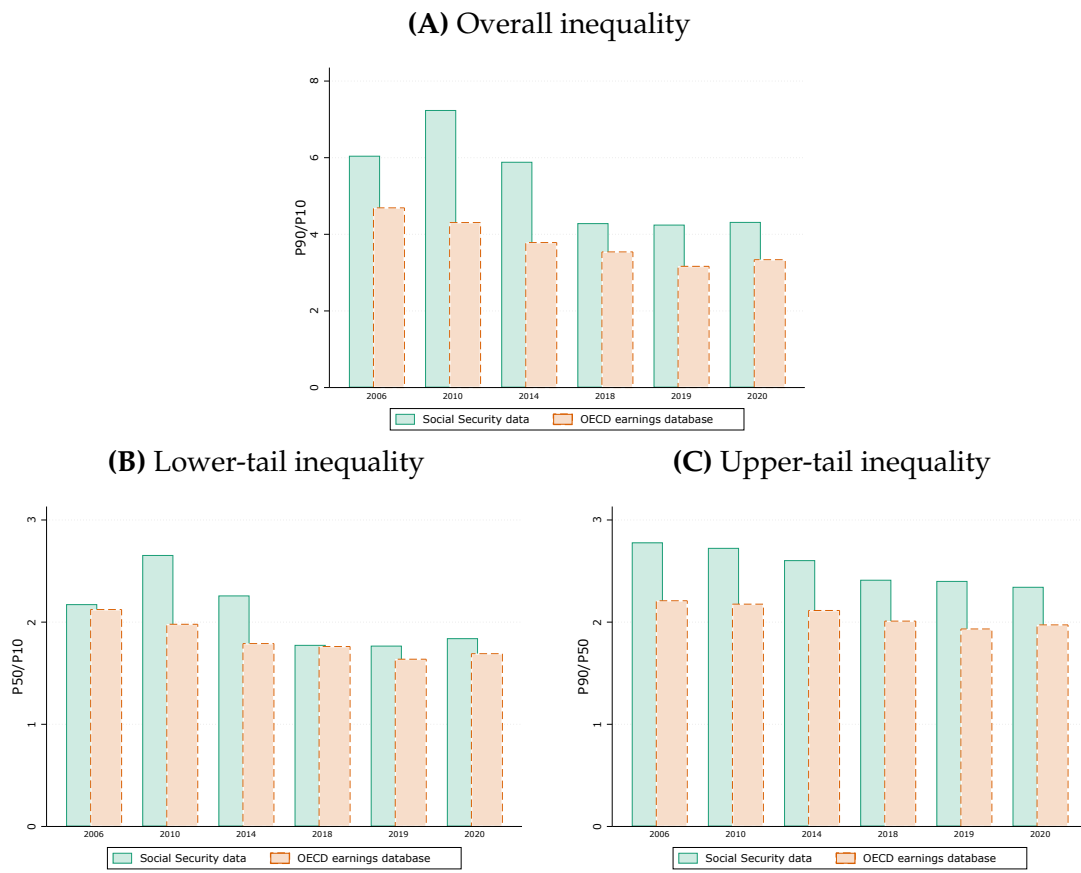 (A) Overall inequality
P90/P10
8
6
4
2
0
2006 2010 2014 2018 2019 2020
Social Security data OECD earnings database
(B) Lower-tail inequality
P50/P10
3
2
1
0
2006 2010 2014 2018 2019 2020
Social Security data OECD earnings database
(C) Upper-tail inequality
P90/P50
3
2
1
0
2006 2010 2014 2018 2019 2020
Social Security data OECD earnings database